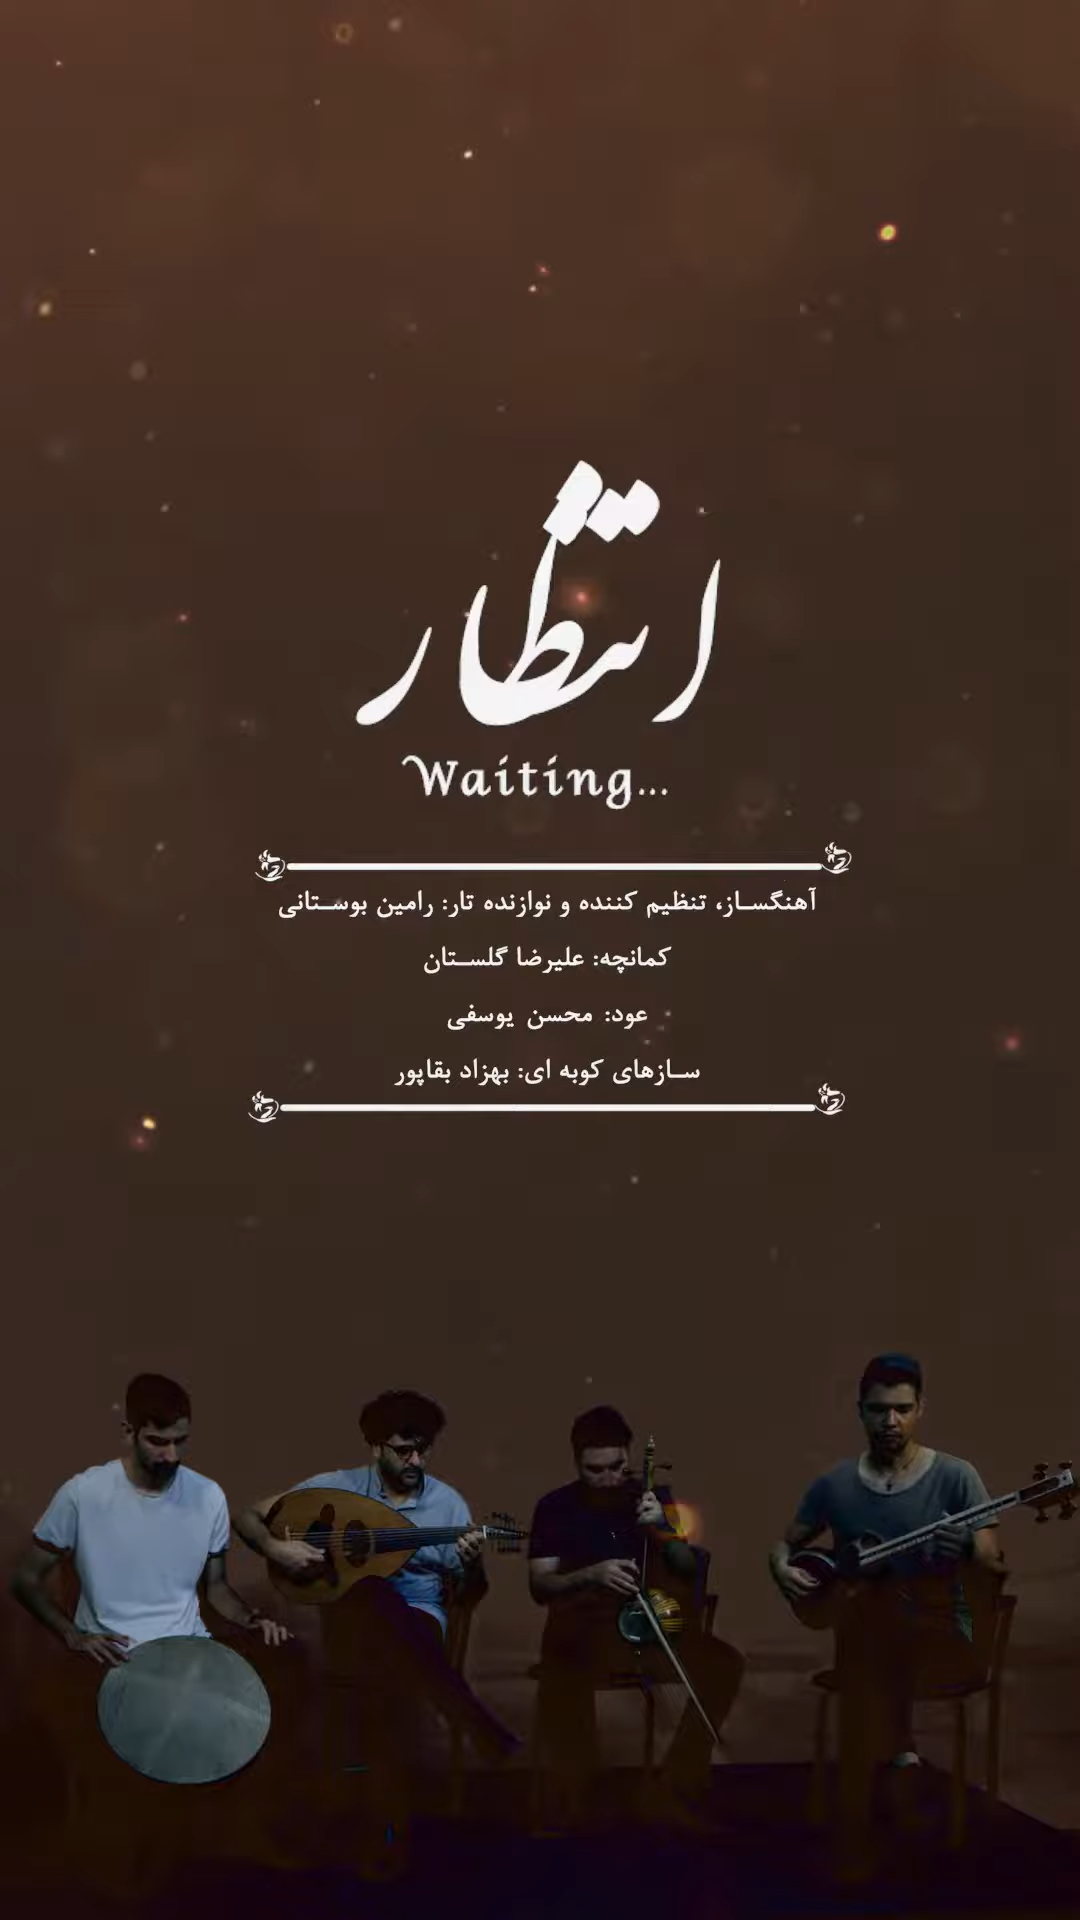 انتظار
Waiting...
آهنگساز، تنظیم کننده و نوازنده تار: رامین بوستانی
کمانچه: علیرضا گلستان
عود: محسن یوسفی
سازهای کوبه ای: بهزاد بقاپور